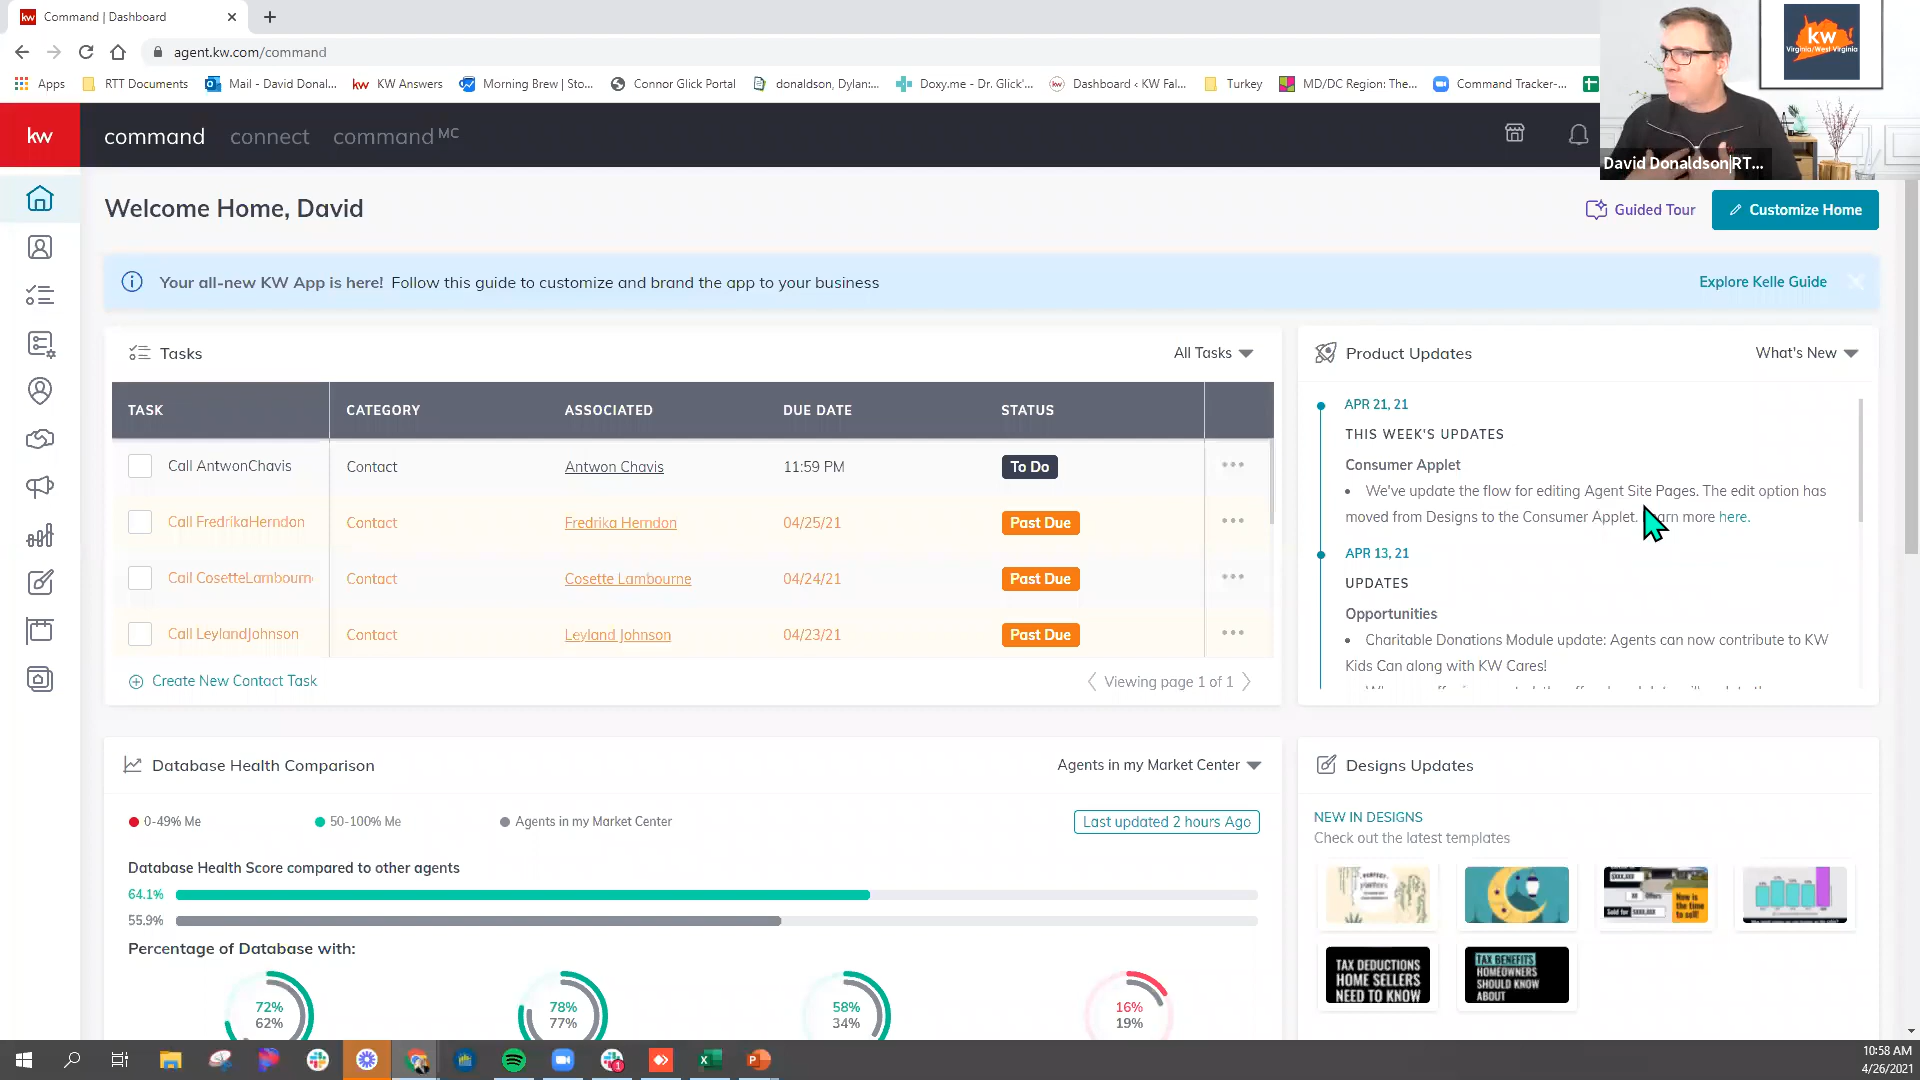 Command | Dashboard
agent.kw.com/command
Apps
RTT Documents
Mail - David Donal...
kw KW Answers
Morning Brew | Sto...
Connor Glick Portal
donaldson, Dylan:...
Doxy.me - Dr. Glick'...
Dashboard ‹ KW Fal...
Turkey
MD/DC Region: The...
Command Tracker-...
kw
Virginia/West Virginia
David Donaldson|RT...
kw
command
connect
command MC
Welcome Home, David
Guided Tour
Customize Home
Your all-new KW App is here! Follow this guide to customize and brand the app to your business
Explore Kelle Guide
Tasks
All Tasks
TASK CATEGORY ASSOCIATED DUE DATE STATUS
Call AntwonChavis Contact Antwon Chavis 11:59 PM To Do
Call FredrikaHerndon Contact Fredrika Herndon 04/25/21 Past Due
Call CosetteLambourn Contact Cosette Lambourne 04/24/21 Past Due
Call LeylandJohnson Contact Leyland Johnson 04/23/21 Past Due
Create New Contact Task
Viewing page 1 of 1
Product Updates
What's New
APR 21, 21
THIS WEEK'S UPDATES
Consumer Applet
• We've update the flow for editing Agent Site Pages. The edit option has
moved from Designs to the Consumer Applet. more here.
APR 13, 21
UPDATES
Opportunities
• Charitable Donations Module update: Agents can now contribute to KW
Kids Can along with KW Cares!
Database Health Comparison
Agents in my Market Center
0-49% Me
50-100% Me
Agents in my Market Center
Last updated 2 hours Ago
Database Health Score compared to other agents
64.1%
55.9%
Percentage of Database with:
72%
62%
78%
77%
58%
34%
16%
19%
Designs Updates
NEW IN DESIGNS
Check out the latest templates
Now is
the time
to sell!
TAX DEDUCTIONS
HOME SELLERS
NEED TO KNOW
TAX BENEFITS
HOMEOWNERS
SHOULD KNOW
ABOUT
10:58 AM
4/26/2021